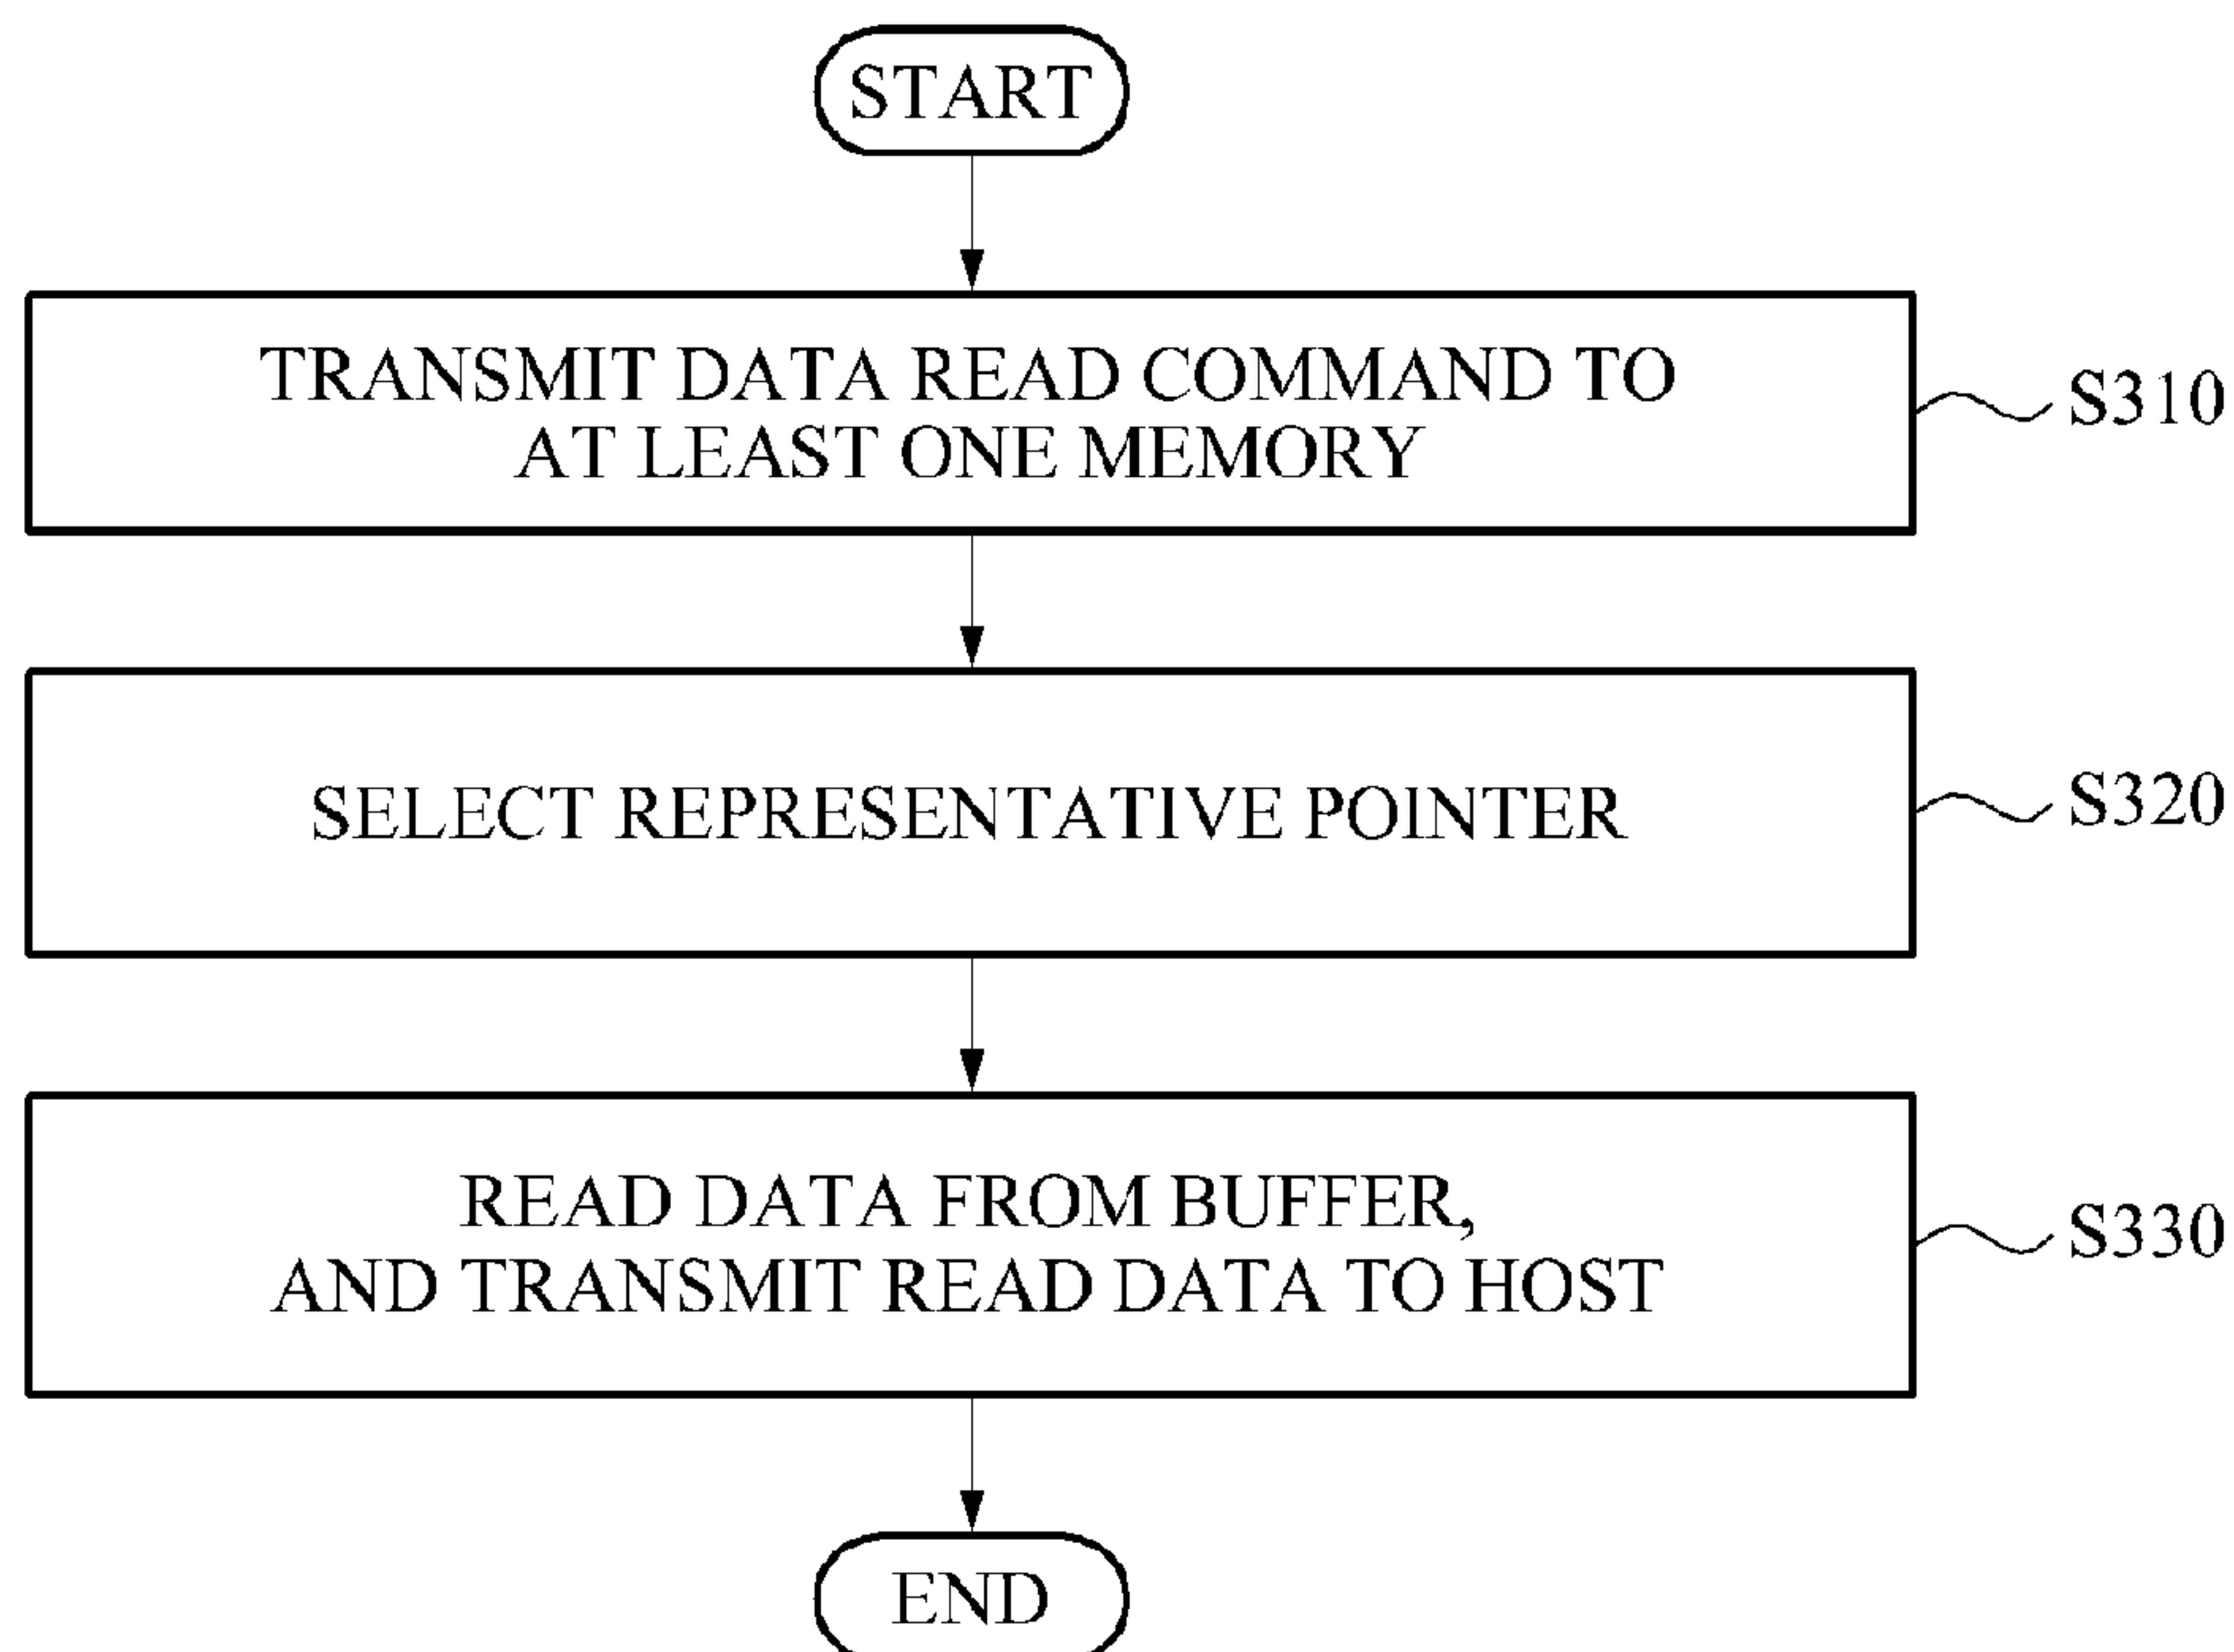 START
TRANSMIT DATA READ COMMAND TO
AT LEAST ONE MEMORY
S310
SELECT REPRESENTATIVE POINTER
S320
READ DATA FROM BUFFER,
AND TRANSMIT READ DATA TO HOST
S330
END